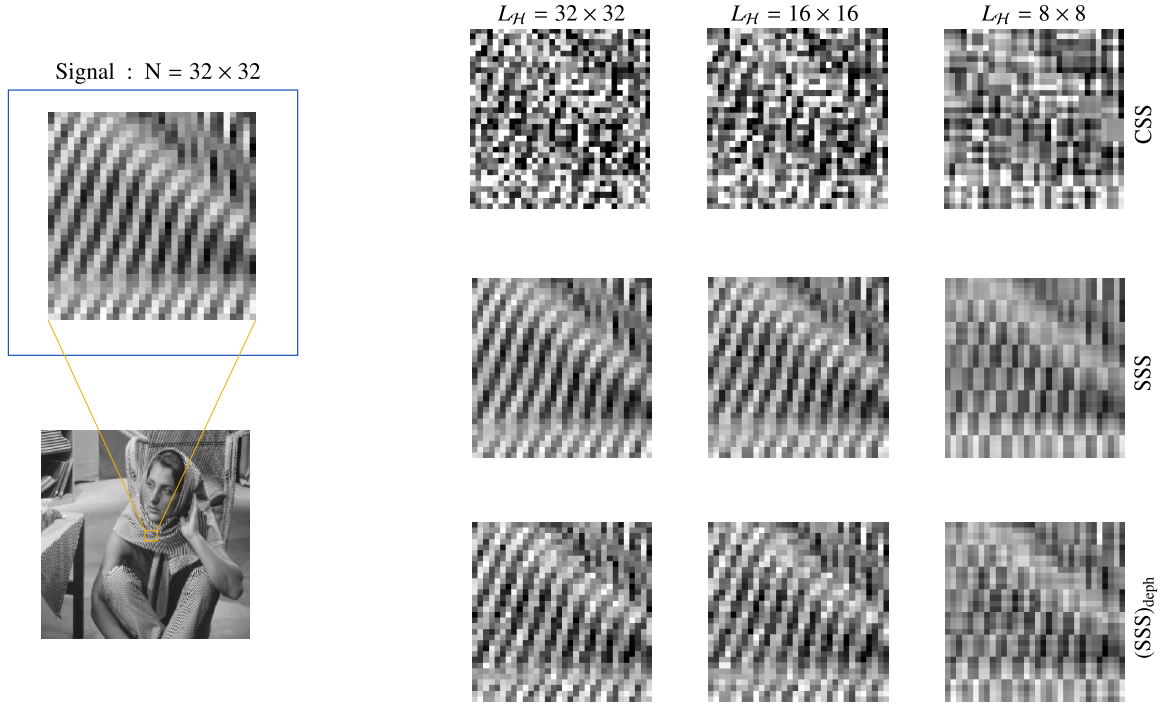 L_ℋ = 32 × 32
L_ℋ = 16 × 16
L_ℋ = 8 × 8
Signal : N = 32 × 32
CSS
SSS
(SSS)_deph